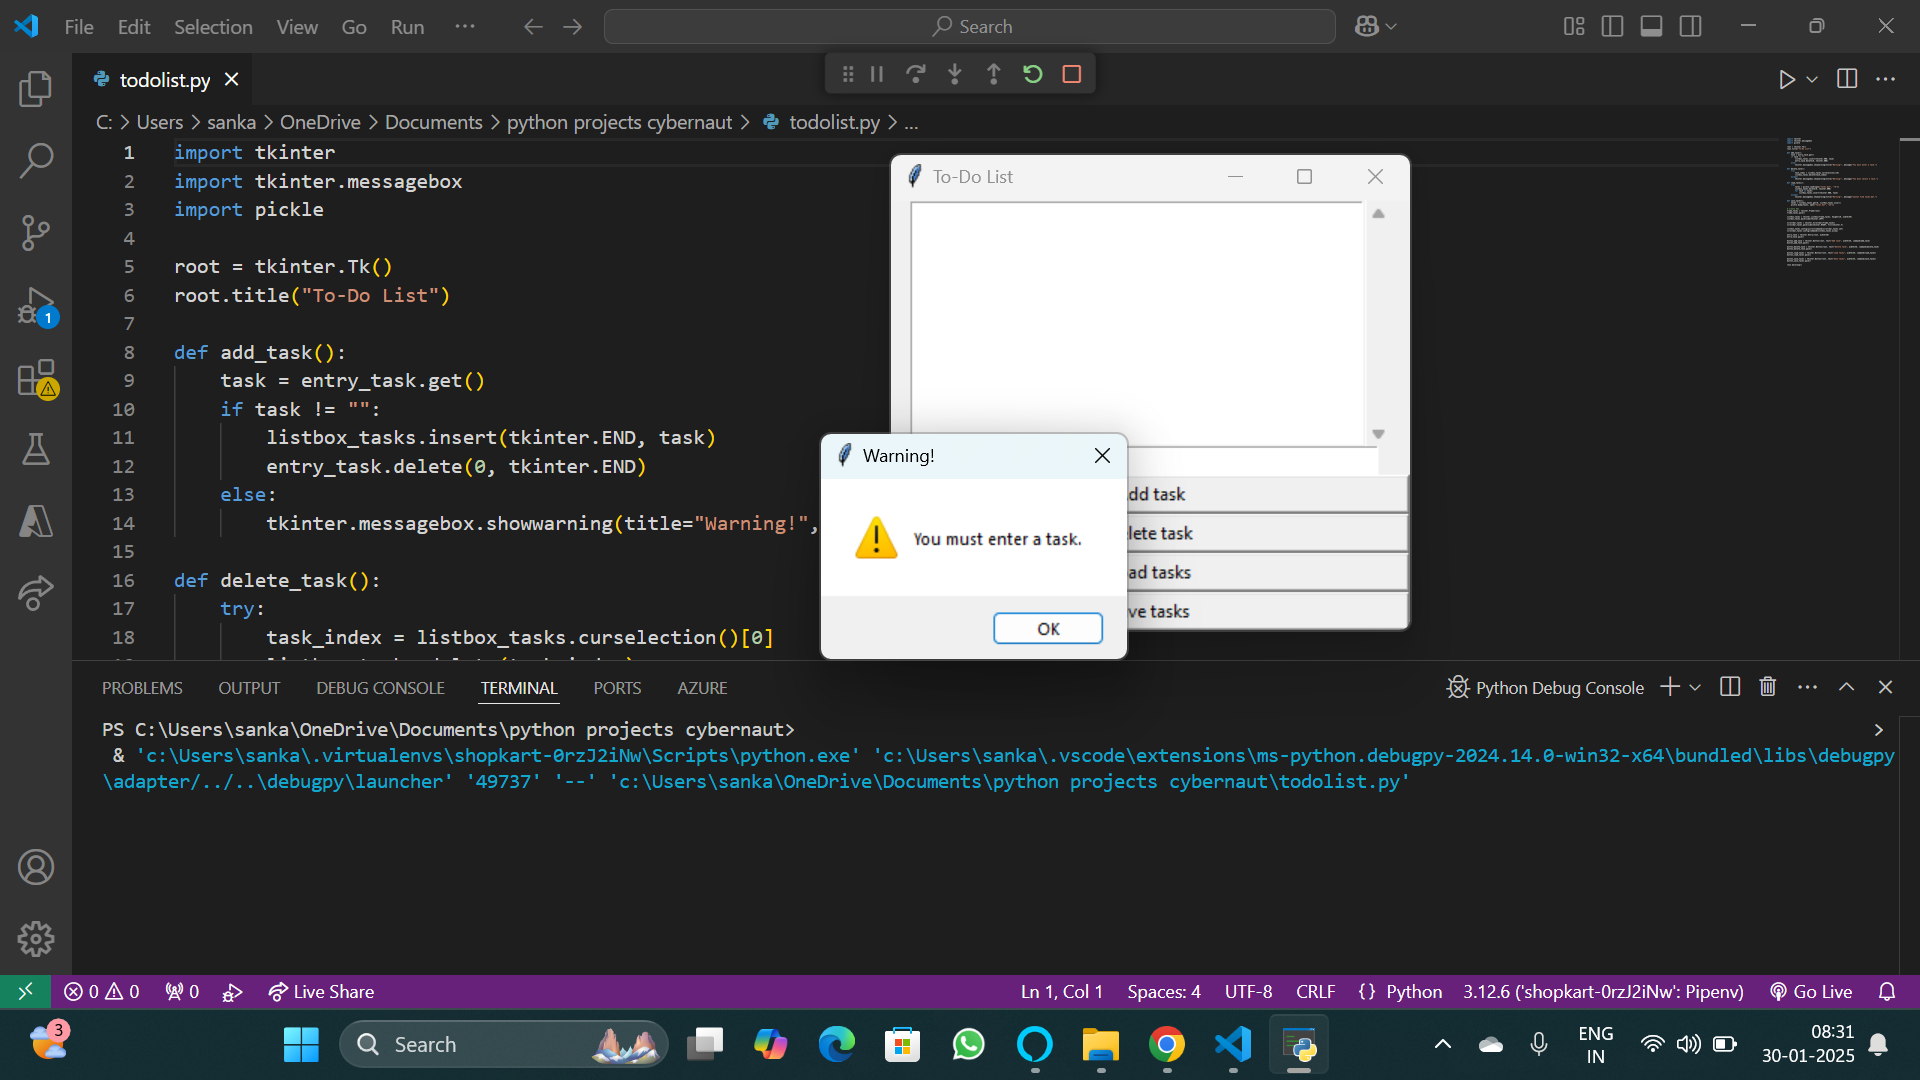 File Edit Selection View Go Run ··· Search
todolist.py
C: > Users > sanka > OneDrive > Documents > python projects cybernaut > todolist.py > ...
1 import tkinter
2 import tkinter.messagebox
3 import pickle
4
5 root = tkinter.Tk()
6 root.title("To-Do List")
7
8 def add_task():
9 task = entry_task.get()
10 if task != "":
11 listbox_tasks.insert(tkinter.END, task)
12 entry_task.delete(0, tkinter.END)
13 else:
14 tkinter.messagebox.showwarning(title="Warning!",
15
16 def delete_task():
17 try:
18 task_index = listbox_tasks.curselection()[0]
To-Do List
dd task
lete task
ad tasks
ve tasks
Warning!
You must enter a task.
OK
1
PROBLEMS OUTPUT DEBUG CONSOLE TERMINAL PORTS AZURE Python Debug Console
PS C:\Users\sanka\OneDrive\Documents\python projects cybernaut>
& 'c:\Users\sanka\.virtualenvs\shopkart-0rzJ2iNw\Scripts\python.exe' 'c:\Users\sanka\.vscode\extensions\ms-python.debugpy-2024.14.0-win32-x64\bundled\libs\debugpy
\adapter/../..\debugpy\launcher' '49737' '--' 'c:\Users\sanka\OneDrive\Documents\python projects cybernaut\todolist.py'
0 0 0 Live Share Ln 1, Col 1 Spaces: 4 UTF-8 CRLF {} Python 3.12.6 ('shopkart-0rzJ2iNw': Pipenv) Go Live
3 Search ENG IN 08:31 30-01-2025